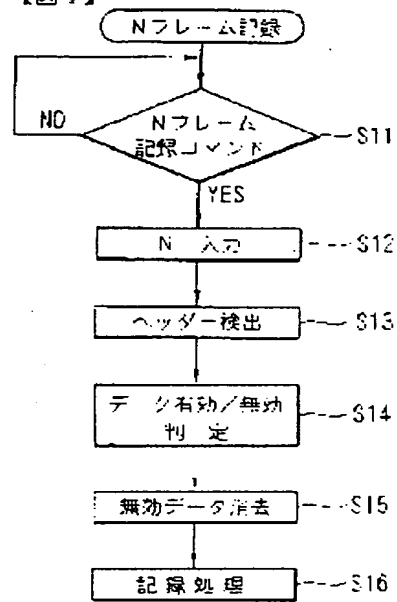 Nフレーム記録
NO
Nフレーム
記録コマンド
S11
YES
N 入力
S12
ヘッダー検出
S13
データ有効/無効
判 定
S14
無効データ消去
S15
記録処理
S16